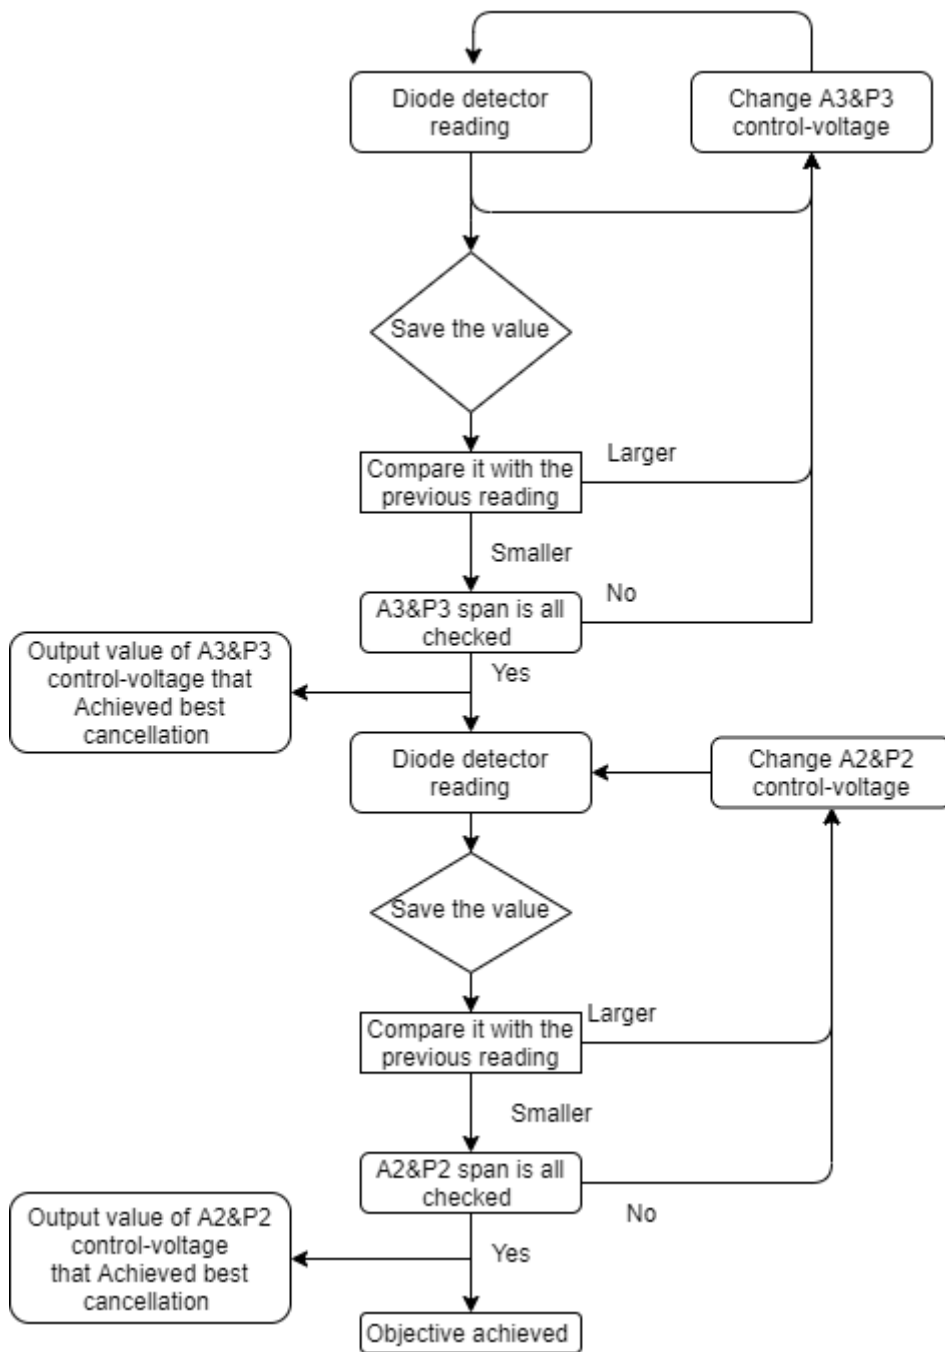 Diode detector
reading
Change A3&P3
control-voltage
Save the value
Compare it with the
previous reading
Larger
Smaller
A3&P3 span is all
checked
No
Yes
Output value of A3&P3
control-voltage that
Achieved best
cancellation
Diode detector
reading
Change A2&P2
control-voltage
Save the value
Compare it with the
previous reading
Larger
Smaller
A2&P2 span is all
checked
No
Yes
Output value of A2&P2
control-voltage
that Achieved best
cancellation
Objective achieved